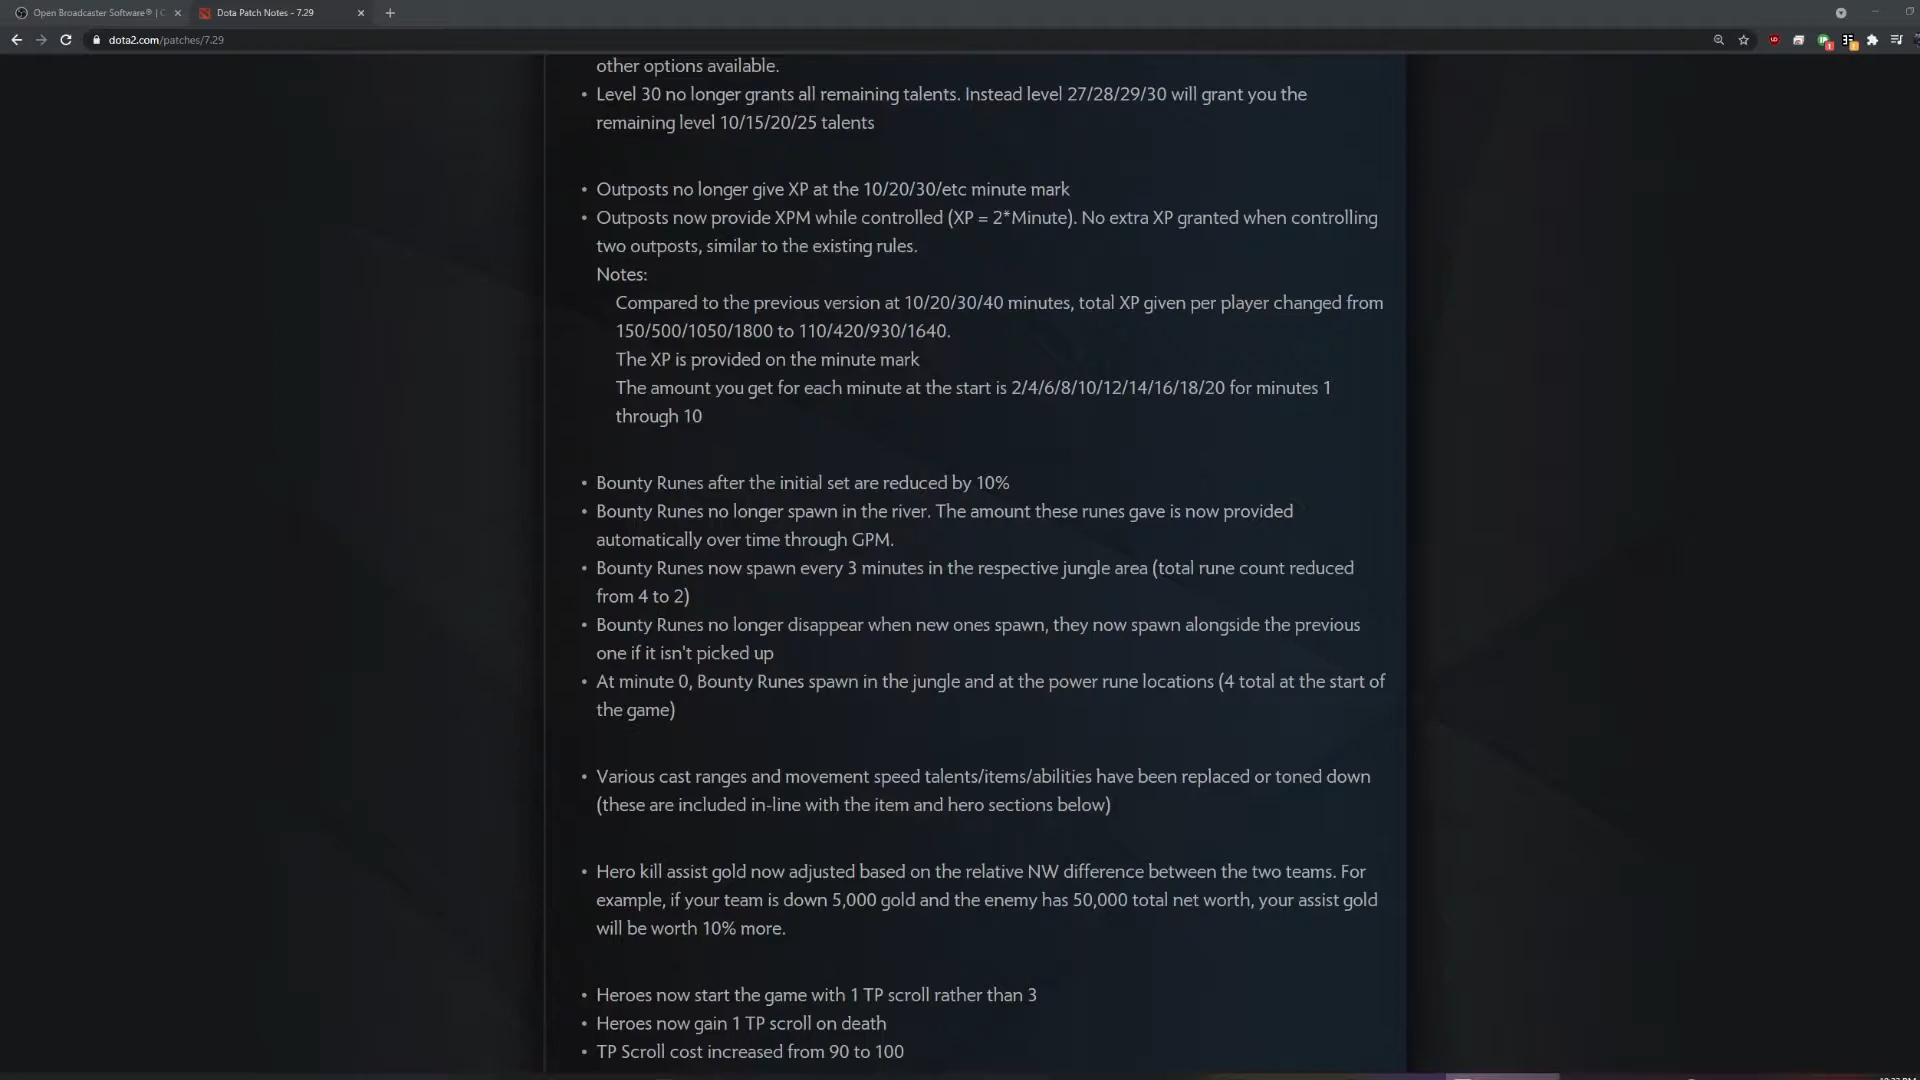 Open Broadcaster Software® | C
Dota Patch Notes - 7.29
dota2.com/patches/7.29
other options available.
• Level 30 no longer grants all remaining talents. Instead level 27/28/29/30 will grant you the
remaining level 10/15/20/25 talents
• Outposts no longer give XP at the 10/20/30/etc minute mark
• Outposts now provide XPM while controlled (XP = 2*Minute). No extra XP granted when controlling
two outposts, similar to the existing rules.
Notes:
Compared to the previous version at 10/20/30/40 minutes, total XP given per player changed from
150/500/1050/1800 to 110/420/930/1640.
The XP is provided on the minute mark
The amount you get for each minute at the start is 2/4/6/8/10/12/14/16/18/20 for minutes 1
through 10
• Bounty Runes after the initial set are reduced by 10%
• Bounty Runes no longer spawn in the river. The amount these runes gave is now provided
automatically over time through GPM.
• Bounty Runes now spawn every 3 minutes in the respective jungle area (total rune count reduced
from 4 to 2)
• Bounty Runes no longer disappear when new ones spawn, they now spawn alongside the previous
one if it isn't picked up
• At minute 0, Bounty Runes spawn in the jungle and at the power rune locations (4 total at the start of
the game)
• Various cast ranges and movement speed talents/items/abilities have been replaced or toned down
(these are included in-line with the item and hero sections below)
• Hero kill assist gold now adjusted based on the relative NW difference between the two teams. For
example, if your team is down 5,000 gold and the enemy has 50,000 total net worth, your assist gold
will be worth 10% more.
• Heroes now start the game with 1 TP scroll rather than 3
• Heroes now gain 1 TP scroll on death
• TP Scroll cost increased from 90 to 100